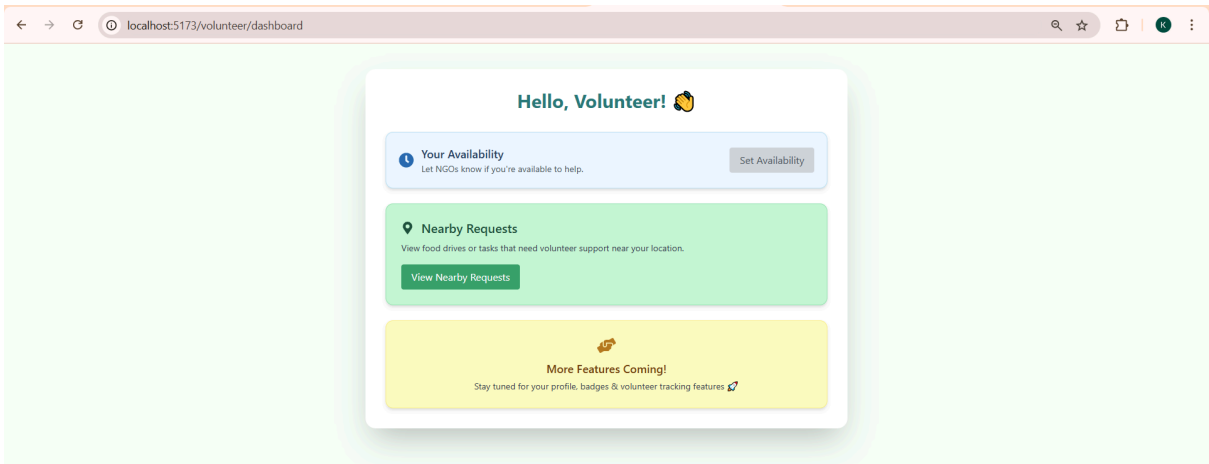 localhost:5173/volunteer/dashboard
K
Hello, Volunteer! 👋
Your Availability
Let NGOs know if you're available to help.
Set Availability
Nearby Requests
View food drives or tasks that need volunteer support near your location.
View Nearby Requests
More Features Coming!
Stay tuned for your profile, badges & volunteer tracking features 🚀